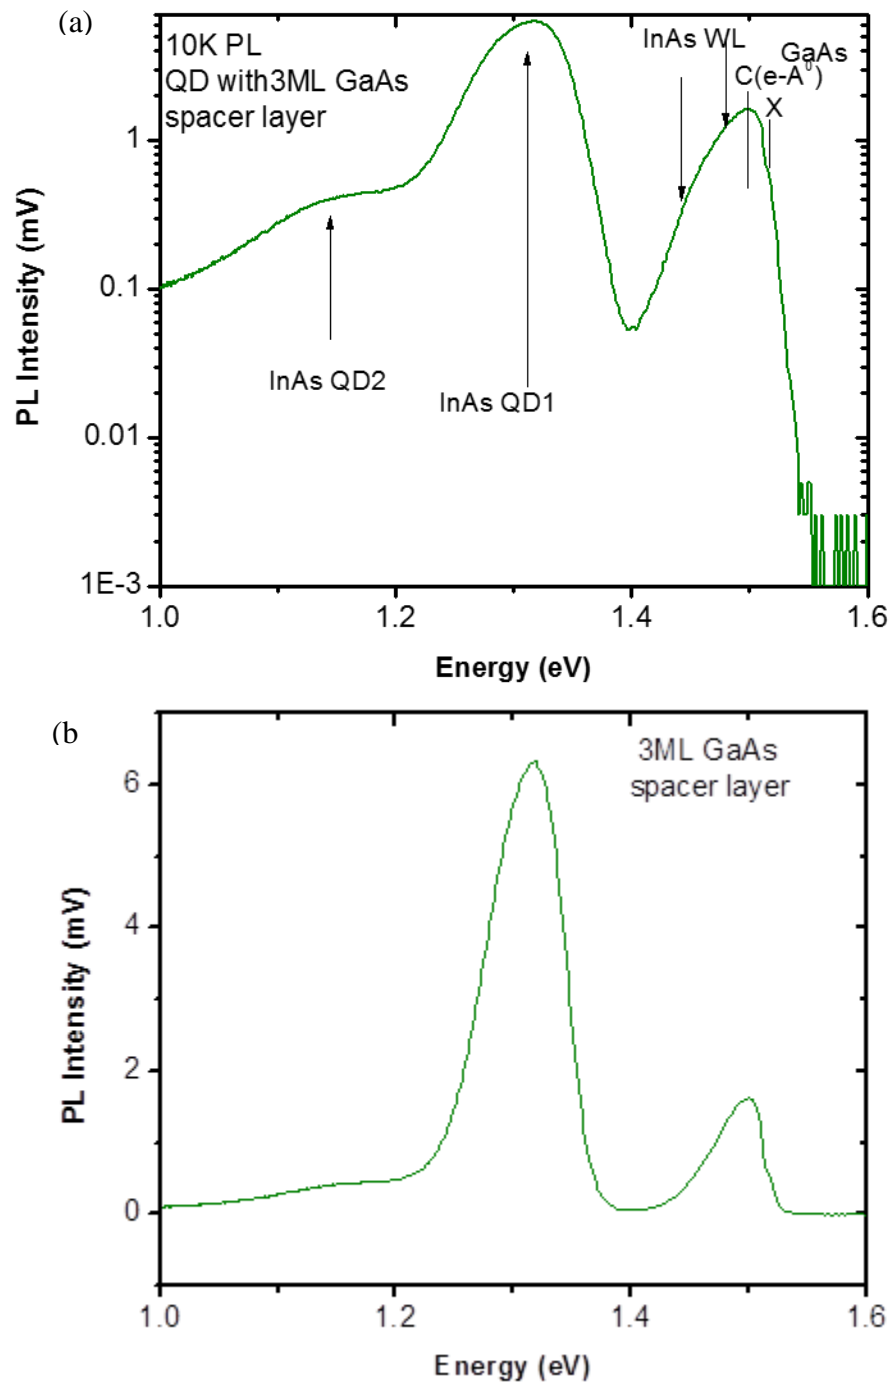 (a)
10K PL
QD with3ML GaAs
spacer layer
InAs WL
GaAs
C(e-A⁰)
X
1
0.1
0.01
1E-3
PL Intensity (mV)
InAs QD2
InAs QD1
1.0 1.2 1.4 1.6
Energy (eV)
(b
3ML GaAs
spacer layer
6
4
2
0
PL Intensity (mV)
1.0 1.2 1.4 1.6
Energy (eV)